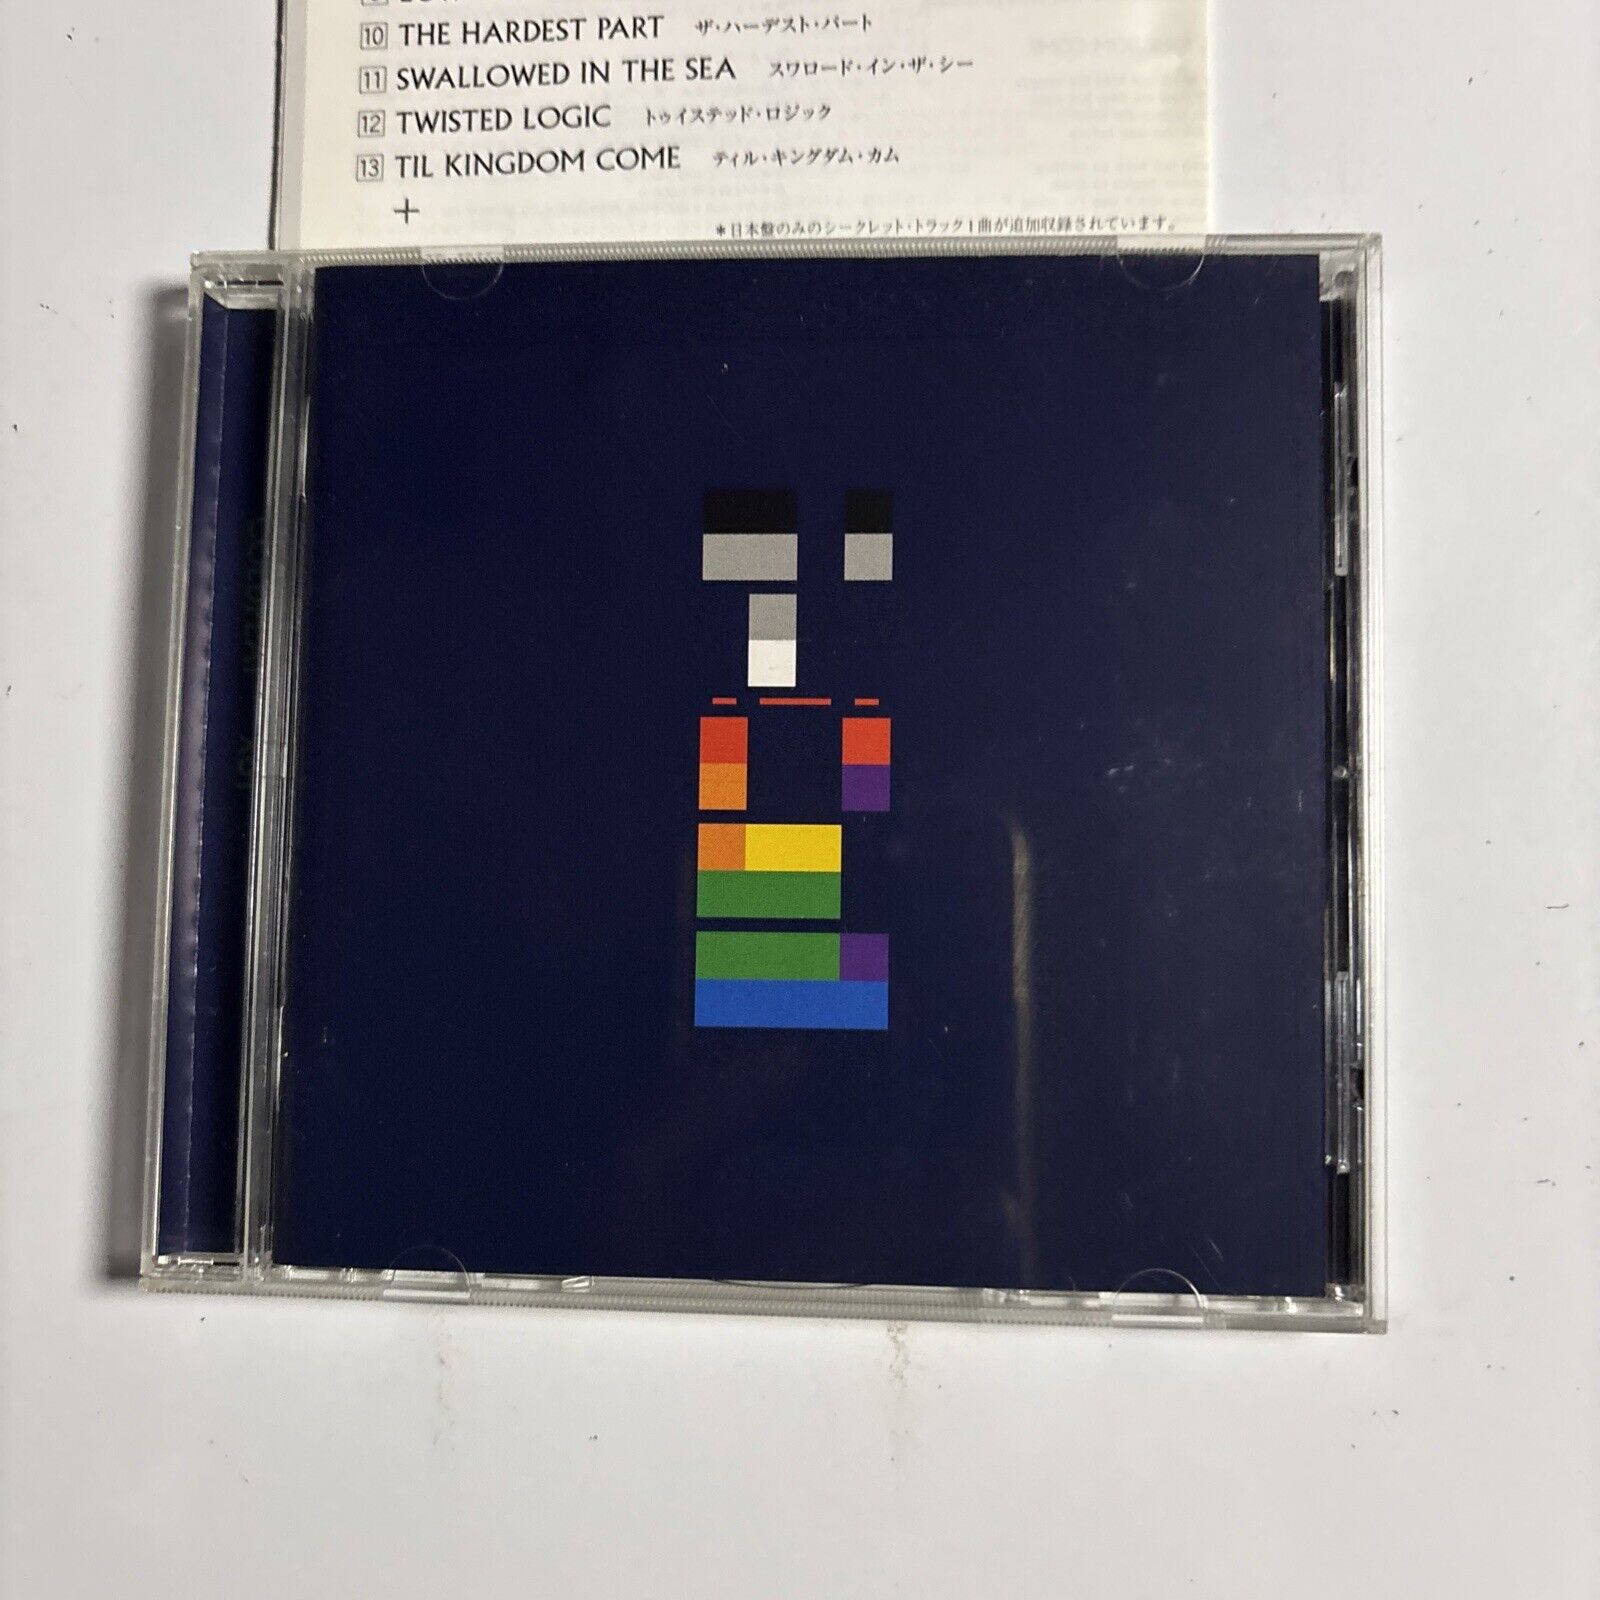 10 THE HARDEST PART ザ・ハーデスト・パート
11 SWALLOWED IN THE SEA スワロード・イン・ザ・シー
12 TWISTED LOGIC トゥイステッド・ロジック
13 TIL KINGDOM COME ティル・キングダム・カム
+
＊日本盤のみのシークレット・トラック1曲が追加収録されています。
COLDPLAY X&Y